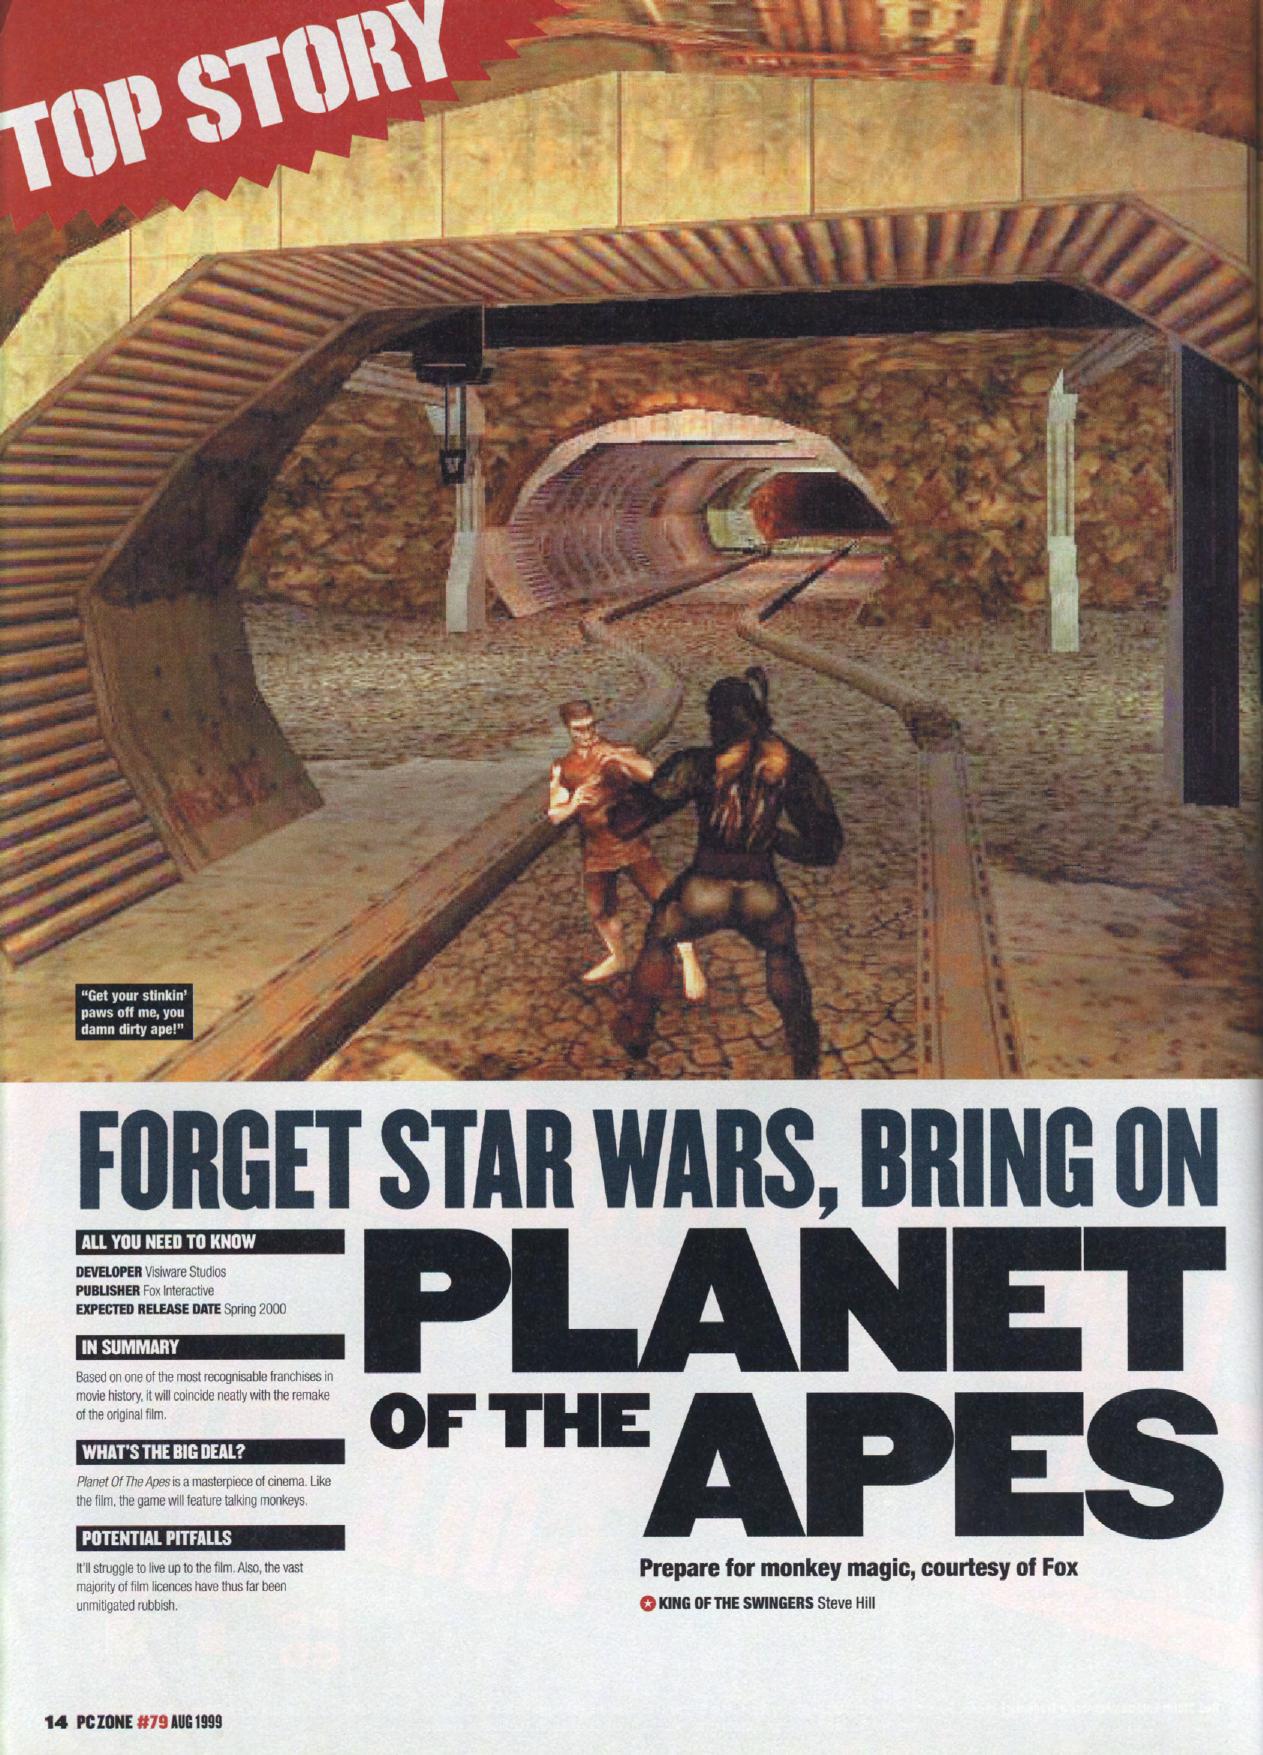 TOP STORY
"Get your stinkin'
paws off me, you
damn dirty ape!"
FORGET STAR WARS, BRING ON
PLANET
OF THE APES
Prepare for monkey magic, courtesy of Fox
KING OF THE SWINGERS Steve Hill
ALL YOU NEED TO KNOW
DEVELOPER Visiware Studios
PUBLISHER Fox Interactive
EXPECTED RELEASE DATE Spring 2000
IN SUMMARY
Based on one of the most recognisable franchises in
movie history, it will coincide neatly with the remake
of the original film.
WHAT'S THE BIG DEAL?
Planet Of The Apes is a masterpiece of cinema. Like
the film, the game will feature talking monkeys.
POTENTIAL PITFALLS
It'll struggle to live up to the film. Also, the vast
majority of film licences have thus far been
unmitigated rubbish.
14 PC ZONE #79 AUG 1999